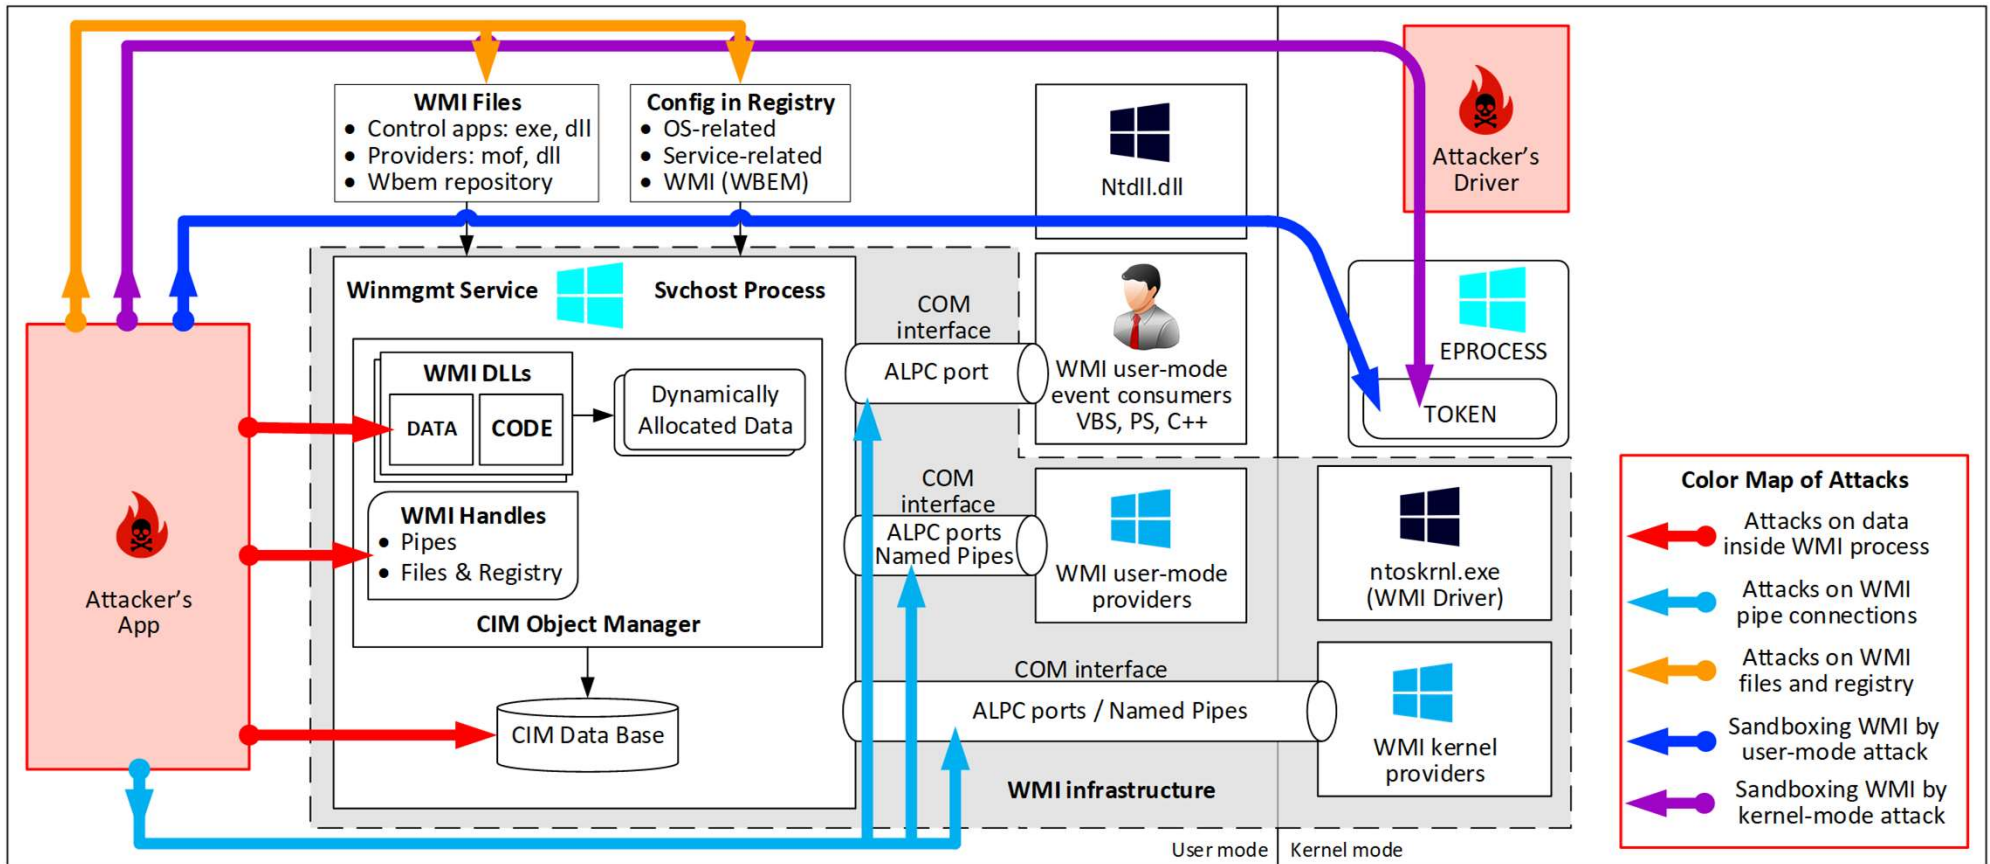 WMI Files
• Control apps: exe, dll
• Providers: mof, dll
• Wbem repository
Config in Registry
• OS-related
• Service-related
• WMI (WBEM)
Ntdll.dll
Attacker’s
Driver
Winmgmt Service
Svchost Process
WMI DLLs
DATA
CODE
Dynamically
Allocated Data
WMI Handles
• Pipes
• Files & Registry
CIM Object Manager
CIM Data Base
Attacker’s
App
COM
interface
ALPC port
WMI user-mode
event consumers
VBS, PS, C++
EPROCESS
TOKEN
COM
interface
ALPC ports
Named Pipes
WMI user-mode
providers
ntoskrnl.exe
(WMI Driver)
COM interface
ALPC ports / Named Pipes
WMI kernel
providers
WMI infrastructure
User mode
Kernel mode
Color Map of Attacks
Attacks on data
inside WMI process
Attacks on WMI
pipe connections
Attacks on WMI
files and registry
Sandboxing WMI by
user-mode attack
Sandboxing WMI by
kernel-mode attack